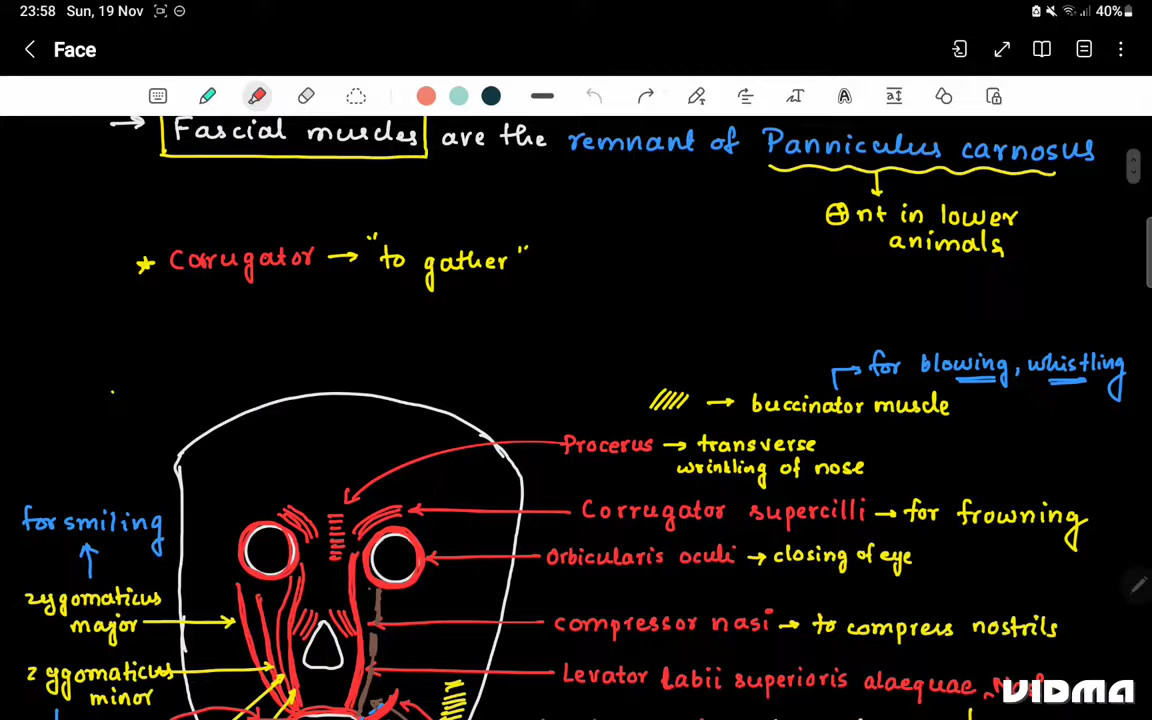 23:58 Sun, 19 Nov
40%
Face
→ Fascial muscles are the remnant of Panniculus carnosus
⊕nt in lower
animals
* Carrugator → "to gather"
for blowing, whistling
→ buccinator muscle
Procerus → transverse
wrinkling of nose
Corrugator supercilli → for frowning
for smiling
Orbicularis oculi → closing of eye
zygomaticus
major
compressor nasi → to compress nostrils
zygomaticus
minor
Levator labii superioris alaequae
VIDMA